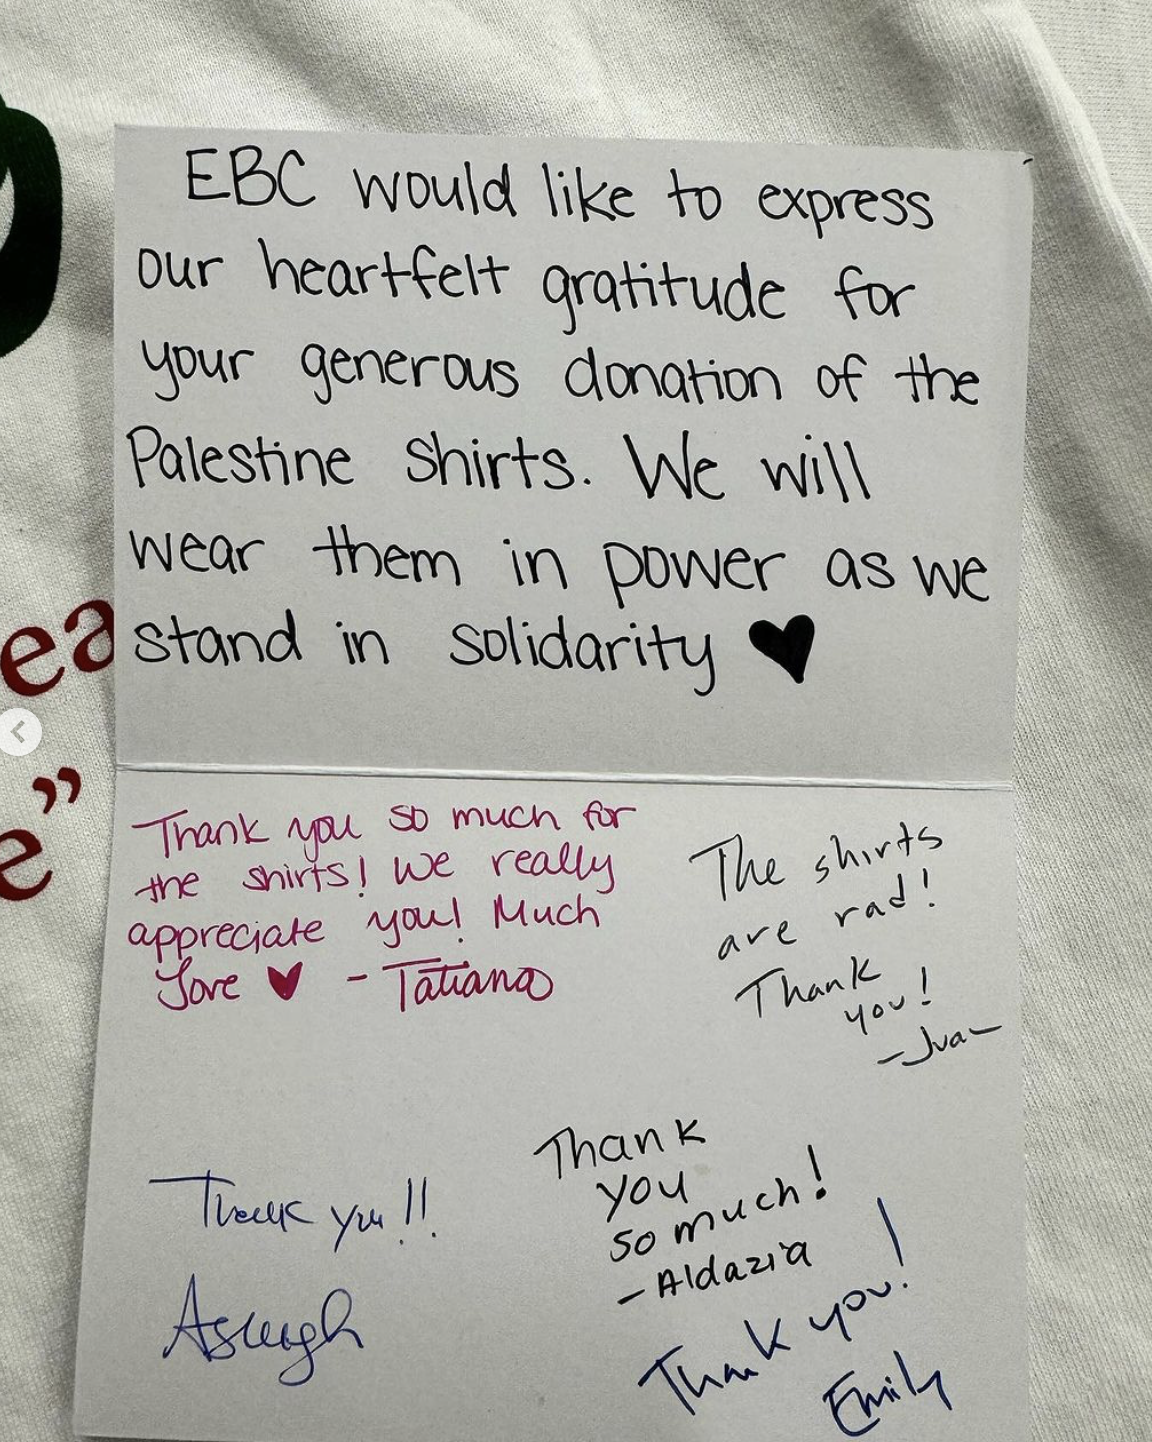 EBC would like to express
our heartfelt gratitude for
your generous donation of the
Palestine shirts. We will
wear them in power as we
stand in solidarity ♥
ea
”
e
Thank you so much for
the shirts! We really
appreciate you! Much
Love ♥ - Tatiana
The shirts
are rad!
Thank
you!
-Juan
Thank you!!
Asleigh
Thank
you
so much!
-Aldazia
Thank you!
Emily